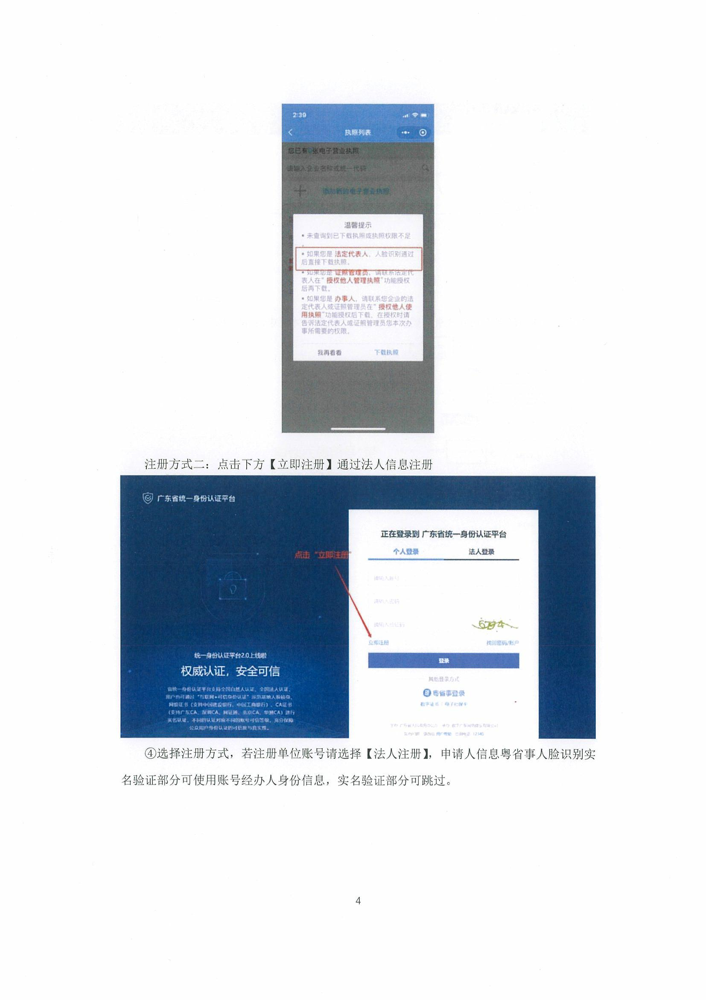 2:39
执照列表
您已有0张电子营业执照
请输入企业名称或统一代码
添加新的电子营业执照
温馨提示
• 未查询到已下载执照或执照权限不足
。
• 如果您是 法定代表人，人脸识别通过
后直接下载执照。
• 如果您是 证照管理员，请联系法定代
表人在“授权他人管理执照”功能授权
后再下载。
• 如果您是 办事人，请联系您企业的法
定代表人或证照管理员在“授权他人使
用执照”功能授权后下载，在授权时请
告诉法定代表人或证照管理员您本次办
事所需要的权限。
我再看看 下载执照
注册方式二：点击下方【立即注册】通过法人信息注册
广东省统一身份认证平台
正在登录到 广东省统一身份认证平台
个人登录 法人登录
点击“立即注册”
请输入账号
请输入密码
请输入验证码
立即注册 找回密码/账户
登录
其他登录方式
粤省事登录
数字证书 | 电子社保卡
统一身份认证平台2.0上线啦
权威认证，安全可信
省统一身份认证平台支持全国自然人认证、全国法人认证，
用户也可通过“互联网+可信身份认证”示范基地人脸核身、
网银证书（支持中国建设银行、中国工商银行）、CA证书
（支持广东CA、深圳CA、网证通、北京CA、华测CA）进行
实名认证，不同的认证对应不同的账号可信等级，充分保障
公众用户身份认证的可信度与真实性。
④选择注册方式，若注册单位账号请选择【法人注册】，申请人信息粤省事人脸识别实
名验证部分可使用账号经办人身份信息，实名验证部分可跳过。
4